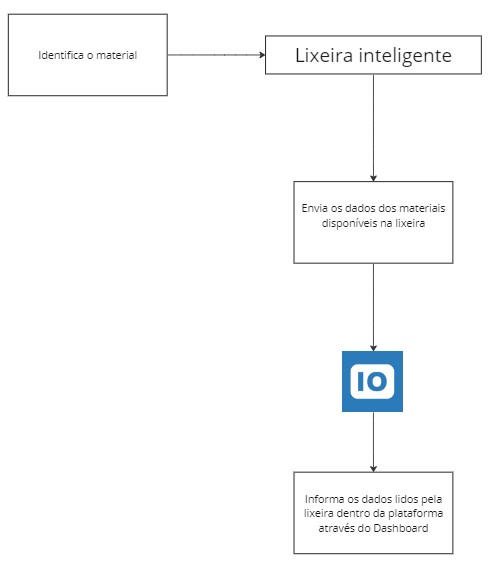 Identifica o material
Lixeira inteligente
Envia os dados dos materiais
disponíveis na lixeira
IO
Informa os dados lidos pela
lixeira dentro da plataforma
através do Dashboard